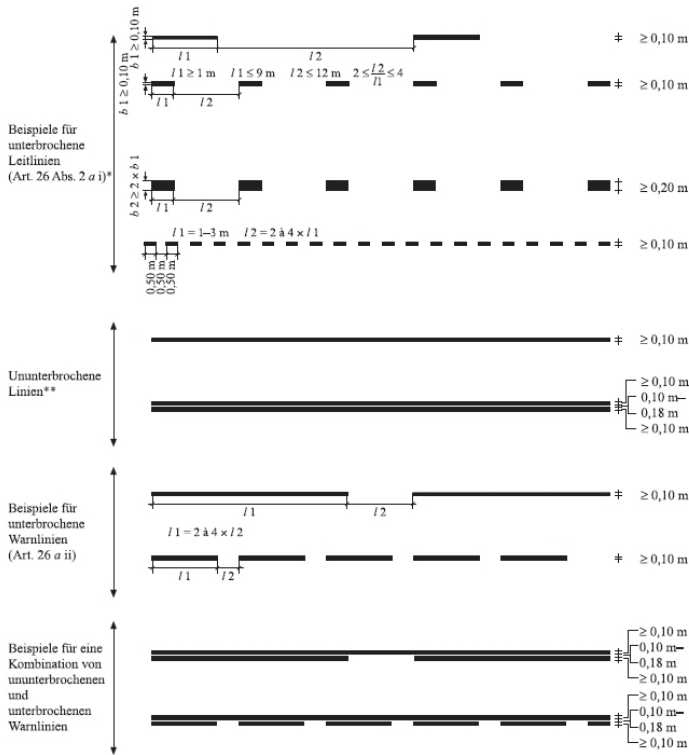 b 1 ≥ 0,10 m
l 1
l 2
≥ 0,10 m
b 1 ≥ 0,10 m
l 1 ≥ 1 m l 1 ≤ 9 m l 2 ≤ 12 m 2 ≤ l2/l1 ≤ 4
≥ 0,10 m
l 1
l 2
Beispiele für
unterbrochene
Leitlinien
(Art. 26 Abs. 2 a i)*
b 2 ≥ 2 × b 1
≥ 0,20 m
l 1
l 2
l 1 = 1–3 m l 2 = 2 à 4 × l 1
≥ 0,10 m
0,50 m
0,50 m
0,50 m
Ununterbrochene
Linien**
≥ 0,10 m
≥ 0,10 m
0,10 m–
0,18 m
≥ 0,10 m
Beispiele für
unterbrochene
Warnlinien
(Art. 26 a ii)
≥ 0,10 m
l 1
l 2
l 1 = 2 à 4 × l 2
≥ 0,10 m
l 1
l 2
Beispiele für eine
Kombination von
ununterbrochenen
und
unterbrochenen
Warnlinien
≥ 0,10 m
0,10 m–
0,18 m
≥ 0,10 m
≥ 0,10 m
0,10 m–
0,18 m
≥ 0,10 m